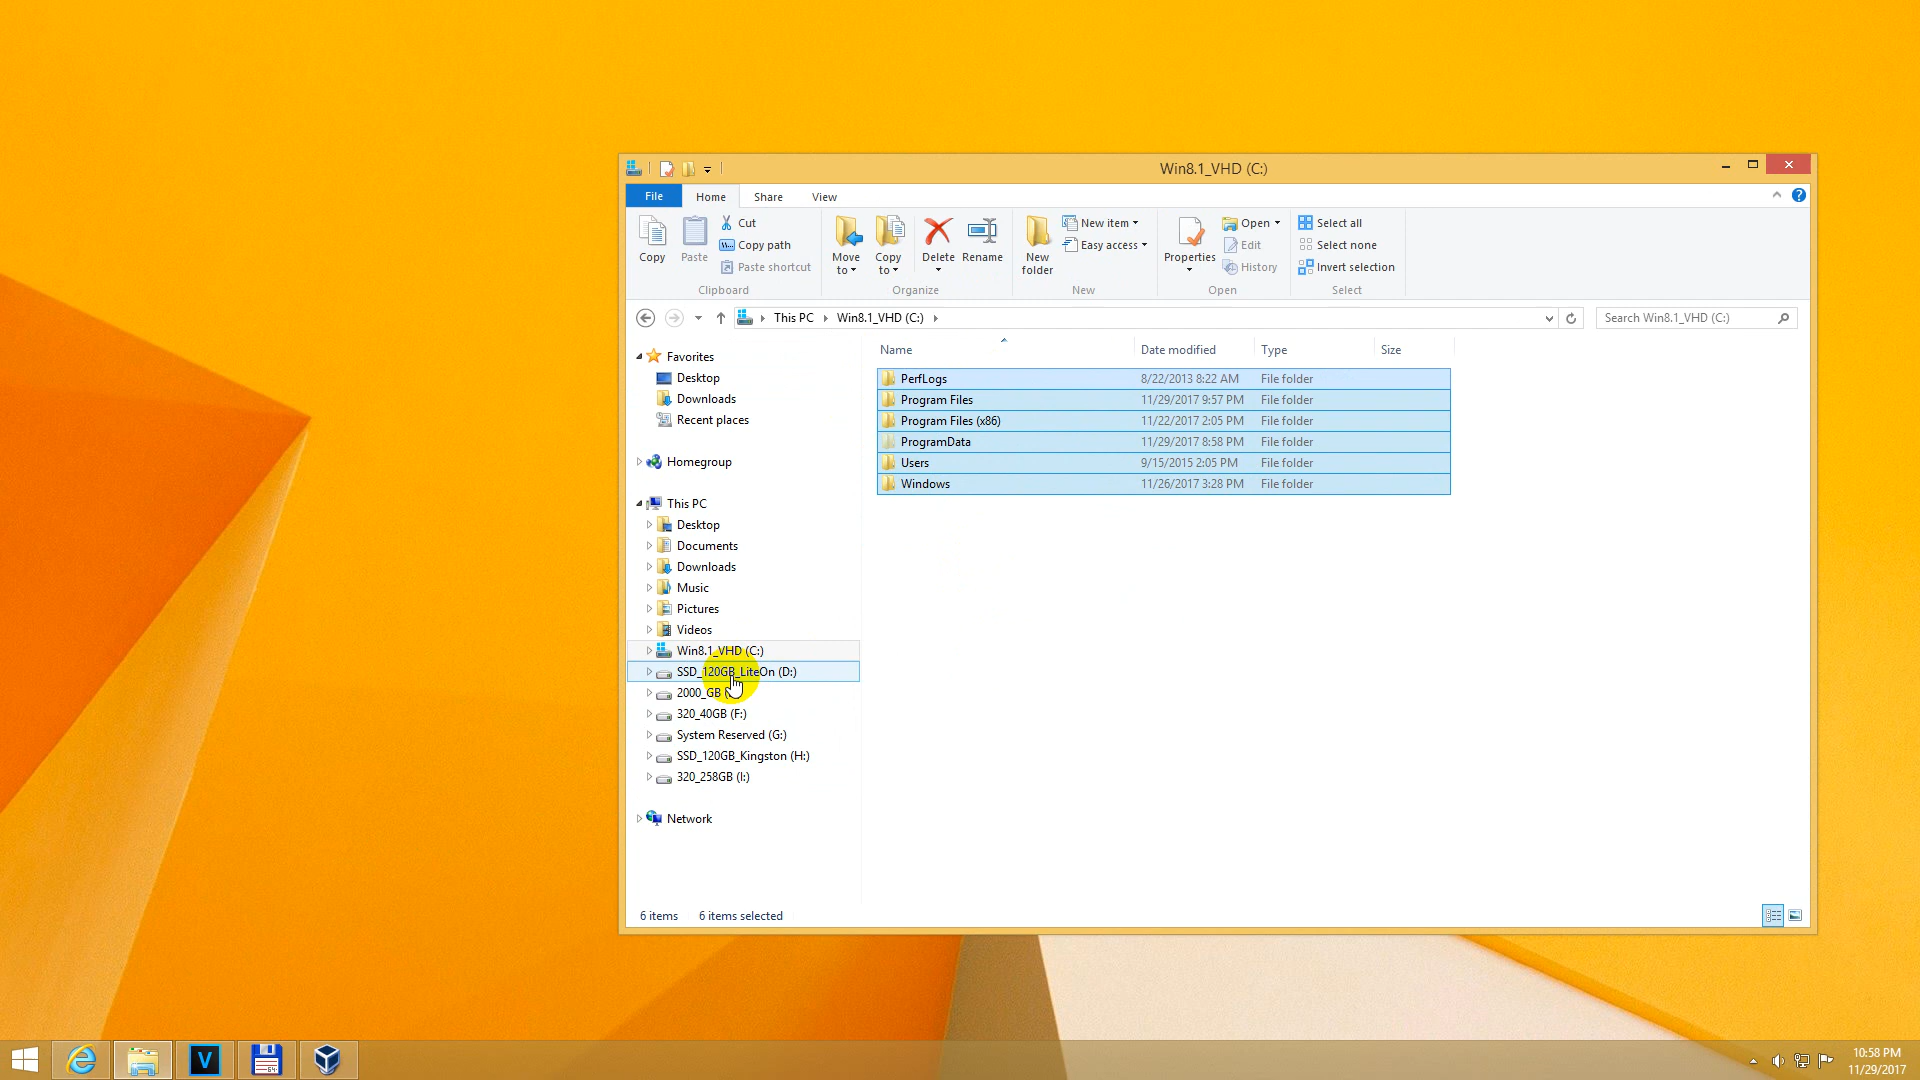 Win8.1_VHD (C:)
File Home Share View
Copy
Paste
Cut
Copy path
Paste shortcut
Clipboard
Move to
Copy to
Delete
Rename
Organize
New folder
New item
Easy access
New
Properties
Open
Edit
History
Open
Select all
Select none
Invert selection
Select
This PC Win8.1_VHD (C:)
Search Win8.1_VHD (C:)
Favorites
Desktop
Downloads
Recent places
Homegroup
This PC
Desktop
Documents
Downloads
Music
Pictures
Videos
Win8.1_VHD (C:)
SSD_120GB_LiteOn (D:)
2000_GB
320_40GB (F:)
System Reserved (G:)
SSD_120GB_Kingston (H:)
320_258GB (I:)
Network
Name Date modified Type Size
PerfLogs 8/22/2013 8:22 AM File folder
Program Files 11/29/2017 9:57 PM File folder
Program Files (x86) 11/22/2017 2:05 PM File folder
ProgramData 11/29/2017 8:58 PM File folder
Users 9/15/2015 2:05 PM File folder
Windows 11/26/2017 3:28 PM File folder
6 items 6 items selected
V
64
10:58 PM
11/29/2017